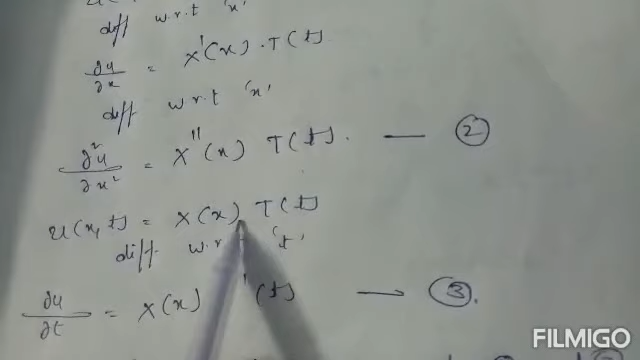 diff w.r.t 'x'
∂u/∂x = X'(x) . T(t)
diff w.r.t 'x'
∂²u/∂x² = X''(x) T(t). — ②
u(x, t) = X(x) T(t)
diff w.r 't'
∂u/∂t = X(x) '(t) — ③.
FILMIGO